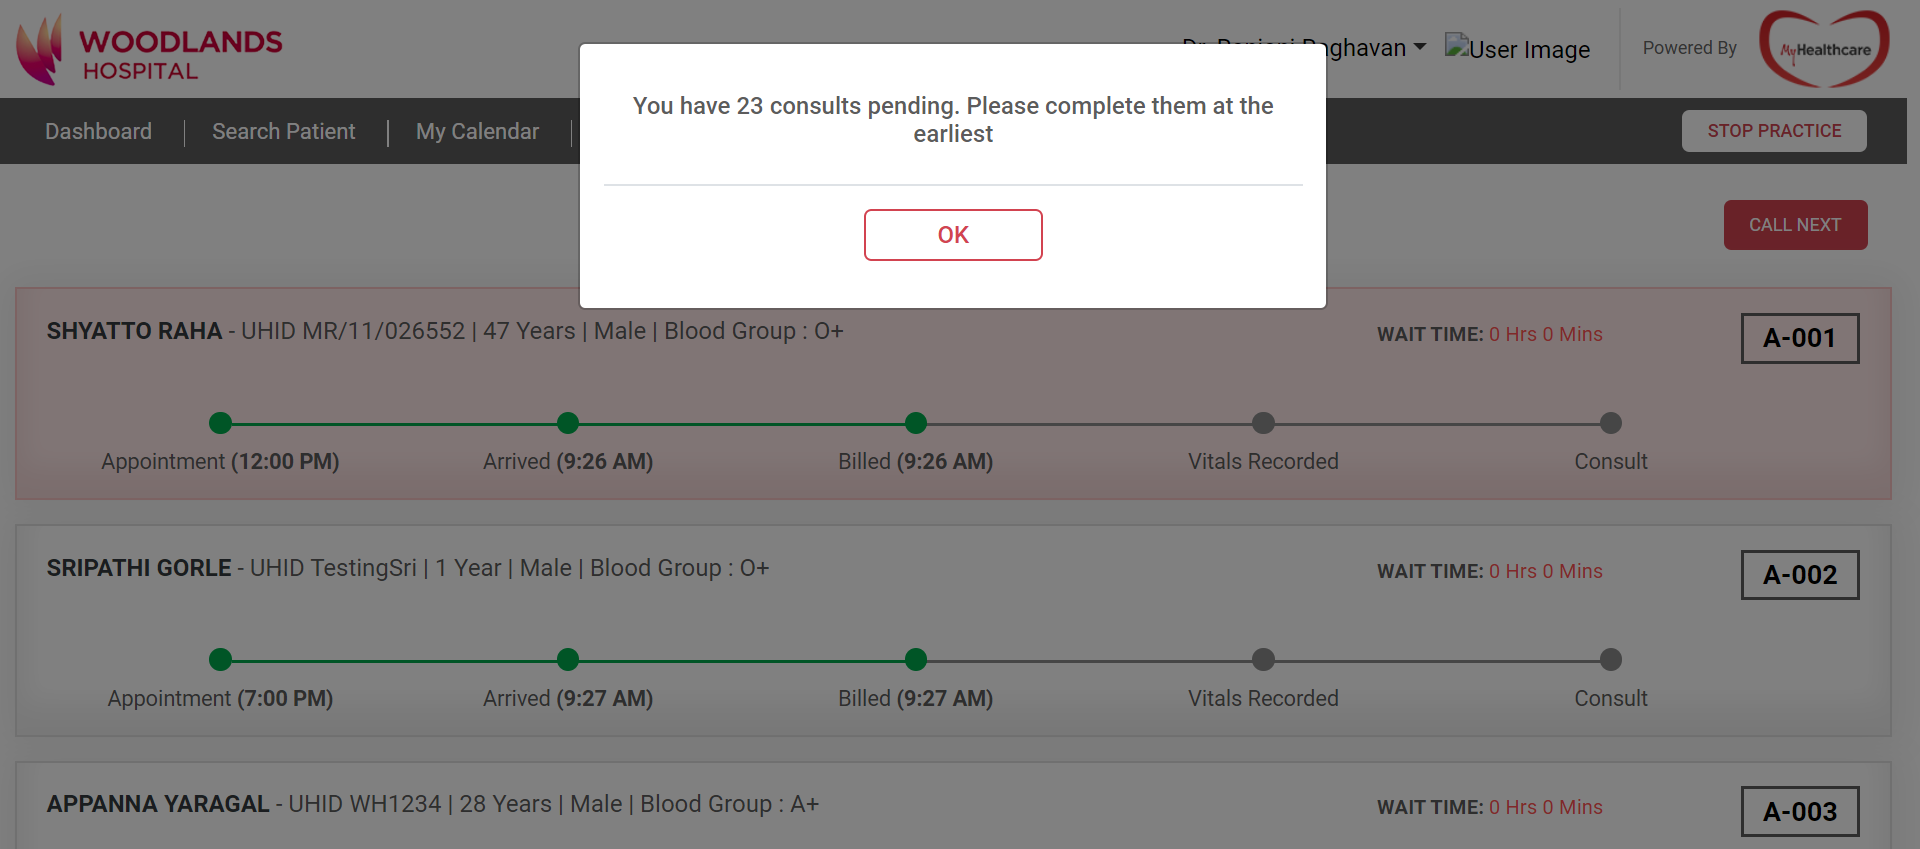 WOODLANDS
HOSPITAL
Raghavan
User Image
Powered By
MyHealthcare
Dashboard | Search Patient | My Calendar |
STOP PRACTICE
You have 23 consults pending. Please complete them at the
earliest
OK
CALL NEXT
SHYATTO RAHA - UHID MR/11/026552 | 47 Years | Male | Blood Group : O+
WAIT TIME: 0 Hrs 0 Mins
A-001
Appointment (12:00 PM)
Arrived (9:26 AM)
Billed (9:26 AM)
Vitals Recorded
Consult
SRIPATHI GORLE - UHID TestingSri | 1 Year | Male | Blood Group : O+
WAIT TIME: 0 Hrs 0 Mins
A-002
Appointment (7:00 PM)
Arrived (9:27 AM)
Billed (9:27 AM)
Vitals Recorded
Consult
APPANNA YARAGAL - UHID WH1234 | 28 Years | Male | Blood Group : A+
WAIT TIME: 0 Hrs 0 Mins
A-003